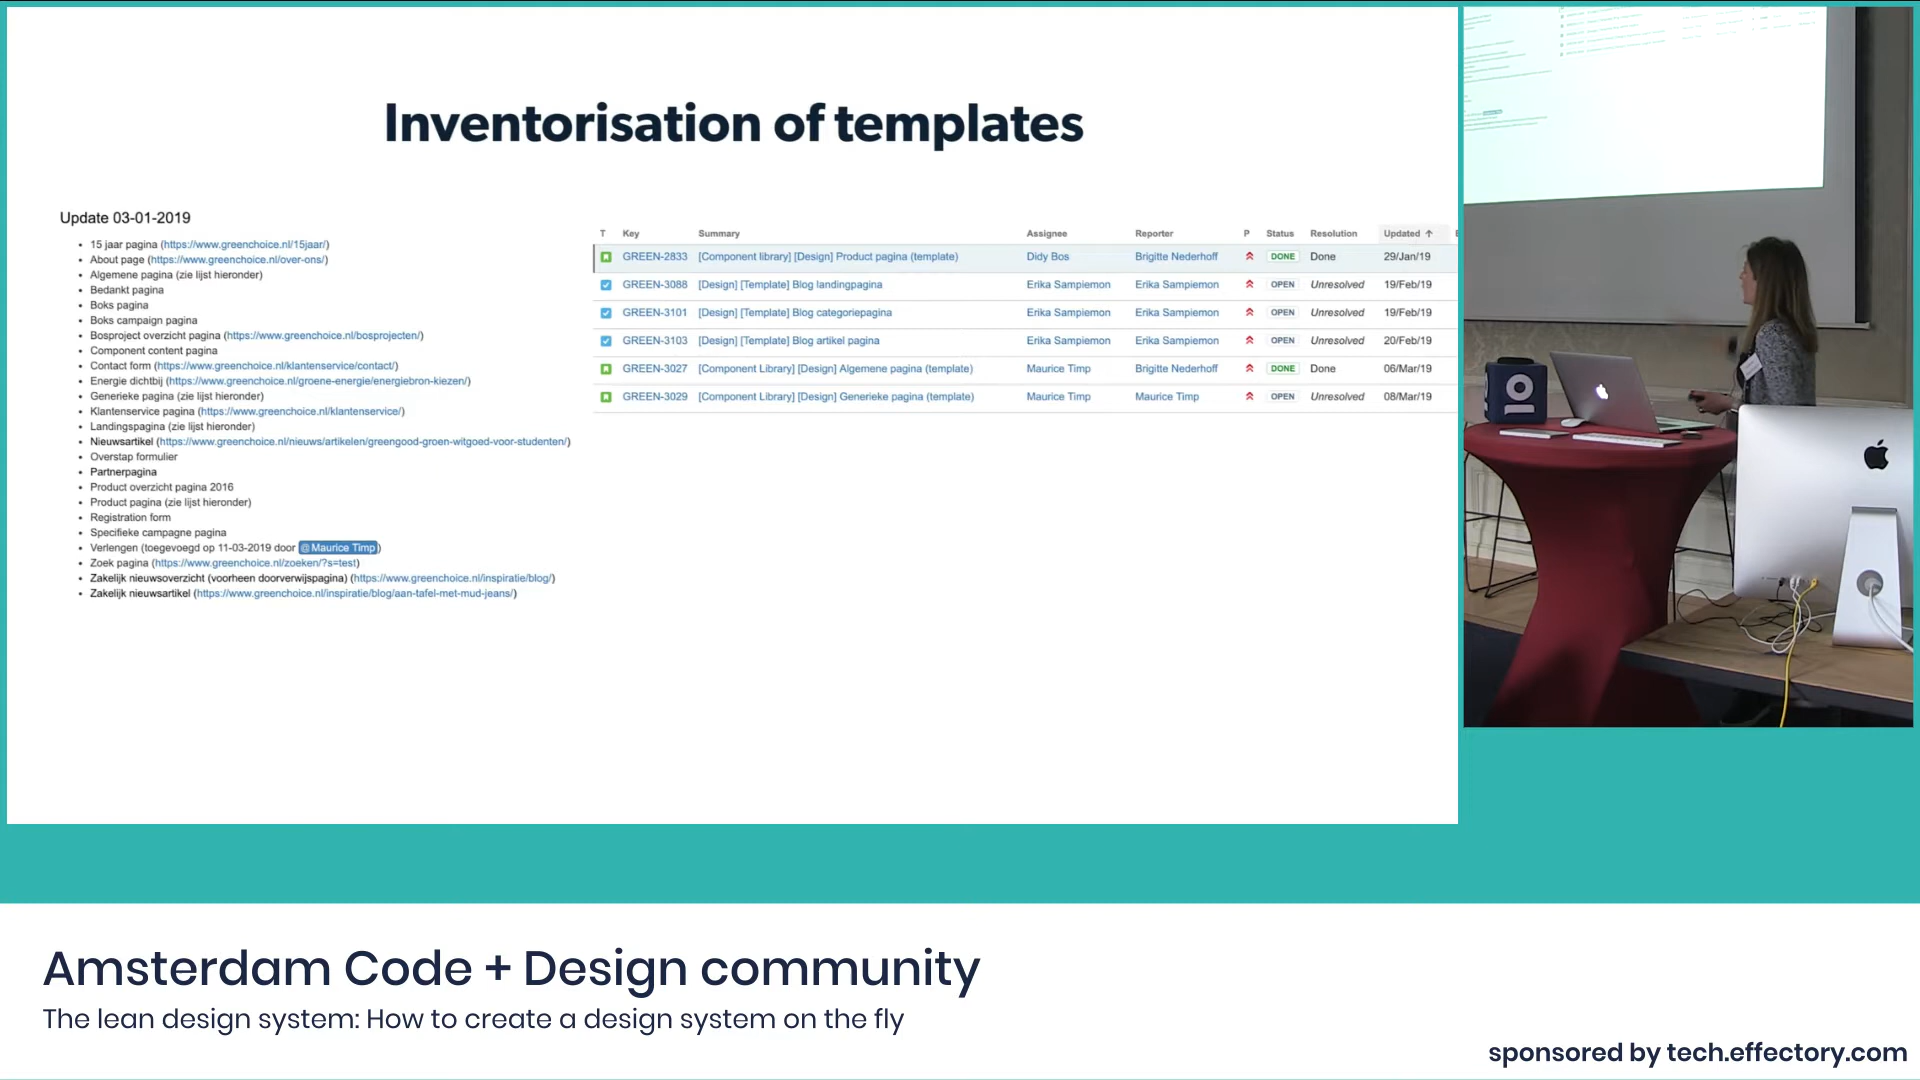 Inventorisation of templates
Update 03-01-2019
15 jaar pagina (https://www.greenchoice.nl/15jaar/)
About page (https://www.greenchoice.nl/over-ons/)
Algemene pagina (zie lijst hieronder)
Bedankt pagina
Boks pagina
Boks campaign pagina
Bosproject overzicht pagina (https://www.greenchoice.nl/bosprojecten/)
Component content pagina
Contact form (https://www.greenchoice.nl/klantenservice/contact/)
Energie dichtbij (https://www.greenchoice.nl/groene-energie/energiebron-kiezen/)
Generieke pagina (zie lijst hieronder)
Klantenservice pagina (https://www.greenchoice.nl/klantenservice/)
Landingspagina (zie lijst hieronder)
Nieuwsartikel (https://www.greenchoice.nl/nieuws/artikelen/greengood-groen-witgoed-voor-studenten/)
Overstap formulier
Partnerpagina
Product overzicht pagina 2016
Product pagina (zie lijst hieronder)
Registration form
Specifieke campagne pagina
Verlengen (toegevoegd op 11-03-2019 door @Maurice Timp)
Zoek pagina (https://www.greenchoice.nl/zoeken/?s=test)
Zakelijk nieuwsoverzicht (voorheen doorverwijspagina) (https://www.greenchoice.nl/inspiratie/blog/)
Zakelijk nieuwsartikel (https://www.greenchoice.nl/inspiratie/blog/aan-tafel-met-mud-jeans/)
T Key Summary Assignee Reporter P Status Resolution Updated
GREEN-2833 [Component library] [Design] Product pagina (template) Didy Bos Brigitte Nederhoff DONE Done 29/Jan/19
GREEN-3088 [Design] [Template] Blog landingpagina Erika Sampiemon Erika Sampiemon OPEN Unresolved 19/Feb/19
GREEN-3101 [Design] [Template] Blog categoriepagina Erika Sampiemon Erika Sampiemon OPEN Unresolved 19/Feb/19
GREEN-3103 [Design] [Template] Blog artikel pagina Erika Sampiemon Erika Sampiemon OPEN Unresolved 20/Feb/19
GREEN-3027 [Component Library] [Design] Algemene pagina (template) Maurice Timp Brigitte Nederhoff DONE Done 06/Mar/19
GREEN-3029 [Component Library] [Design] Generieke pagina (template) Maurice Timp Maurice Timp OPEN Unresolved 08/Mar/19
Amsterdam Code + Design community
The lean design system: How to create a design system on the fly
sponsored by tech.effectory.com